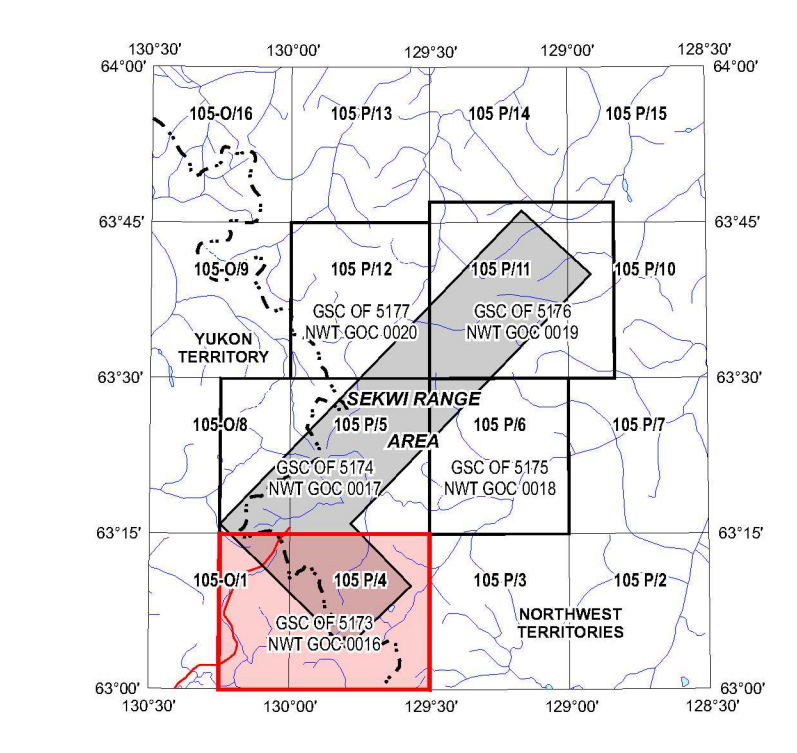 130°30' 130°00' 129°30' 129°00' 128°30'
64°00' 64°00'
105-O/16 105 P/13 105 P/14 105 P/15
63°45' 63°45'
105-O/9 105 P/12 105 P/11 105 P/10
GSC OF 5177 GSC OF 5176
NWT GOC 0020 NWT GOC 0019
YUKON
TERRITORY
63°30' 63°30'
SEKWI RANGE
105-O/8 105 P/5 105 P/6 105 P/7
AREA
GSC OF 5174 GSC OF 5175
NWT GOC 0017 NWT GOC 0018
63°15' 63°15'
105-O/1 105 P/4 105 P/3 105 P/2
GSC OF 5173
NWT GOC 0016
NORTHWEST
TERRITORIES
63°00' 63°00'
130°30' 130°00' 129°30' 129°00' 128°30'